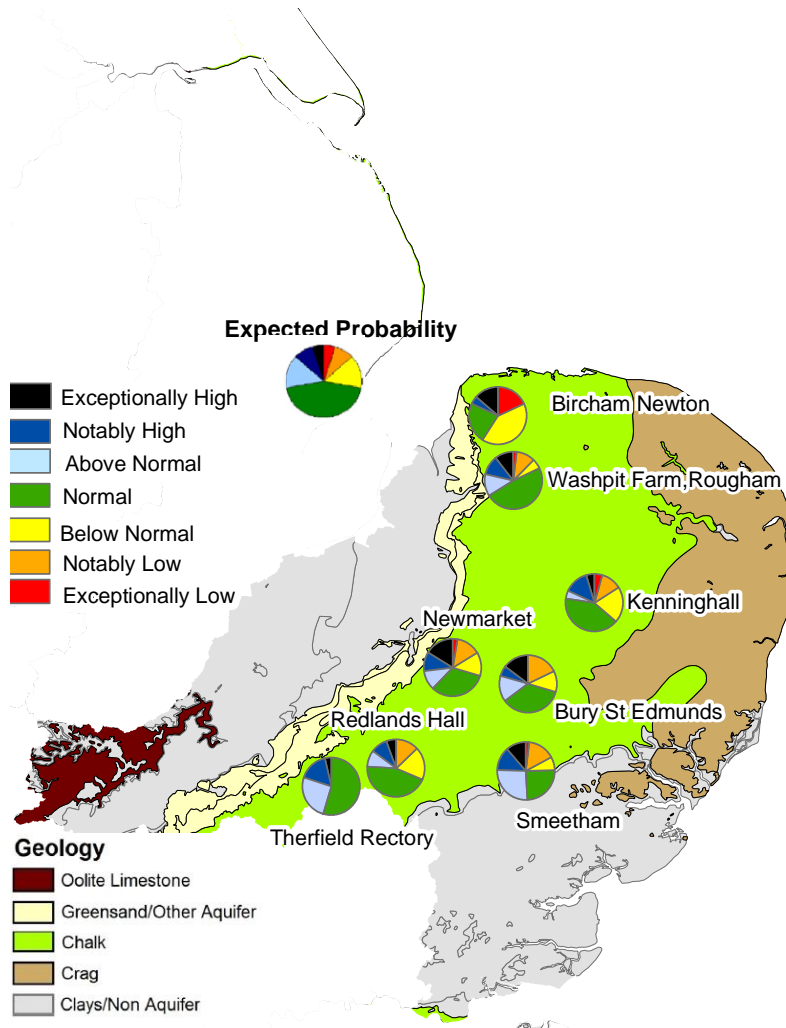 Expected Probability
Exceptionally High
Notably High
Above Normal
Normal
Below Normal
Notably Low
Exceptionally Low
Bircham Newton
Washpit Farm,Rougham
Kenninghall
Newmarket
Bury St Edmunds
Redlands Hall
Smeetham
Therfield Rectory
Geology
Oolite Limestone
Greensand/Other Aquifer
Chalk
Crag
Clays/Non Aquifer